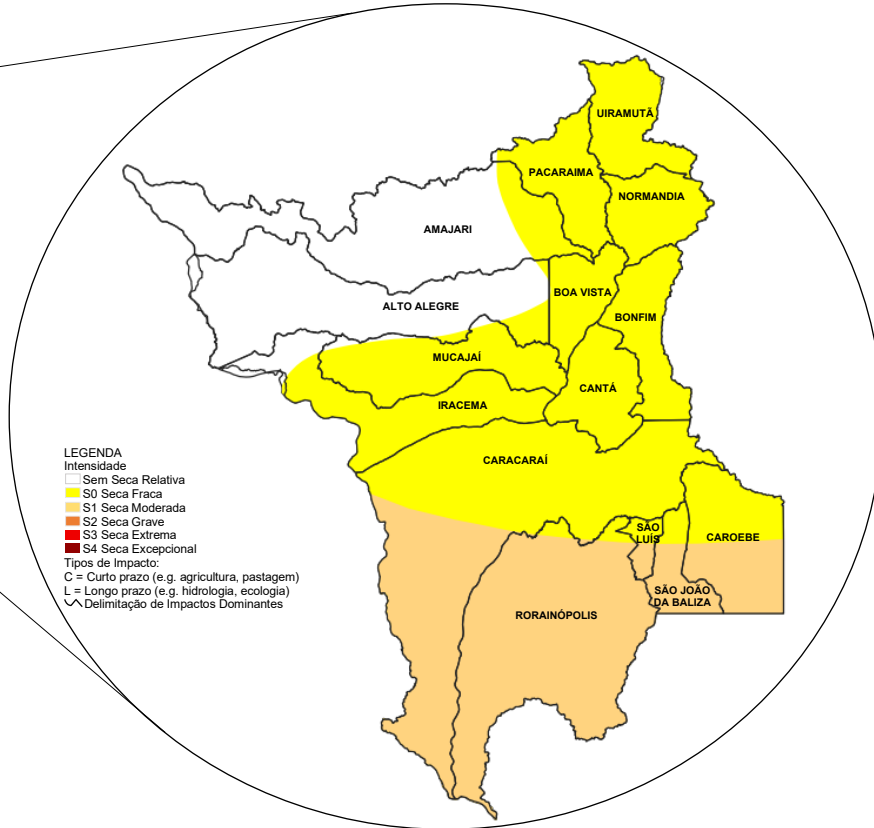 UIRAMUTÃ
PACARAIMA
NORMANDIA
AMAJARI
BOA VISTA
ALTO ALEGRE
BONFIM
MUCAJAÍ
CANTÁ
IRACEMA
CARACARAÍ
SÃO
LUÍS
CAROEBE
SÃO JOÃO
DA BALIZA
RORAINÓPOLIS
LEGENDA
Intensidade
Sem Seca Relativa
S0 Seca Fraca
S1 Seca Moderada
S2 Seca Grave
S3 Seca Extrema
S4 Seca Excepcional
Tipos de Impacto:
C = Curto prazo (e.g. agricultura, pastagem)
L = Longo prazo (e.g. hidrologia, ecologia)
Delimitação de Impactos Dominantes